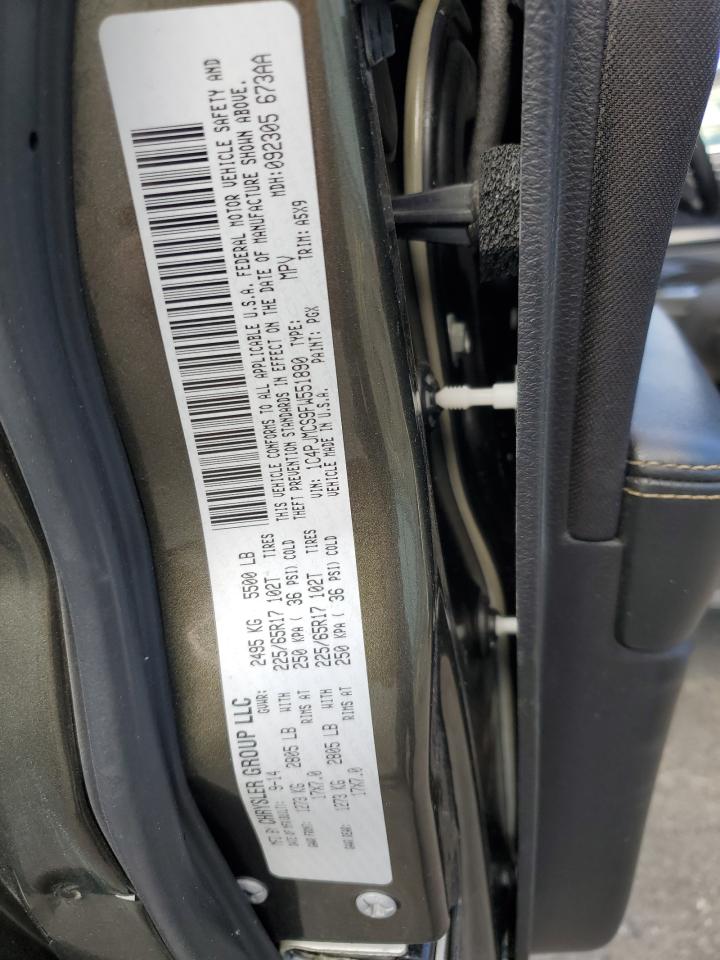 MFD BY CHRYSLER GROUP LLC
DATE OF MFG: 9-14 GVWR: 2495 KG 5500 LB
GAWR FRONT: 1273 KG 2805 LB WITH 225/65R17 102T TIRES
17X7.0 RIMS AT 250 KPA ( 36 PSI) COLD
GAWR REAR: 1273 KG 2805 LB WITH 225/65R17 102T TIRES
17X7.0 RIMS AT 250 KPA ( 36 PSI) COLD
THIS VEHICLE CONFORMS TO ALL APPLICABLE U.S.A. FEDERAL MOTOR VEHICLE SAFETY AND
THEFT PREVENTION STANDARDS IN EFFECT ON THE DATE OF MANUFACTURE SHOWN ABOVE.
VIN: 1C4PJMCS9FW551890 TYPE: MPV MDH:092305 673AA
VEHICLE MADE IN U.S.A. PAINT: PGX TRIM: A5X9